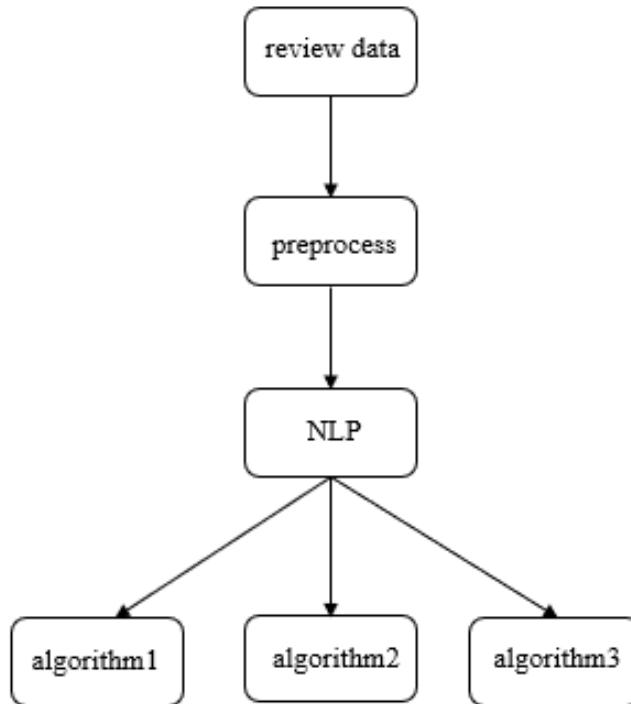 review data
preprocess
NLP
algorithm1
algorithm2
algorithm3